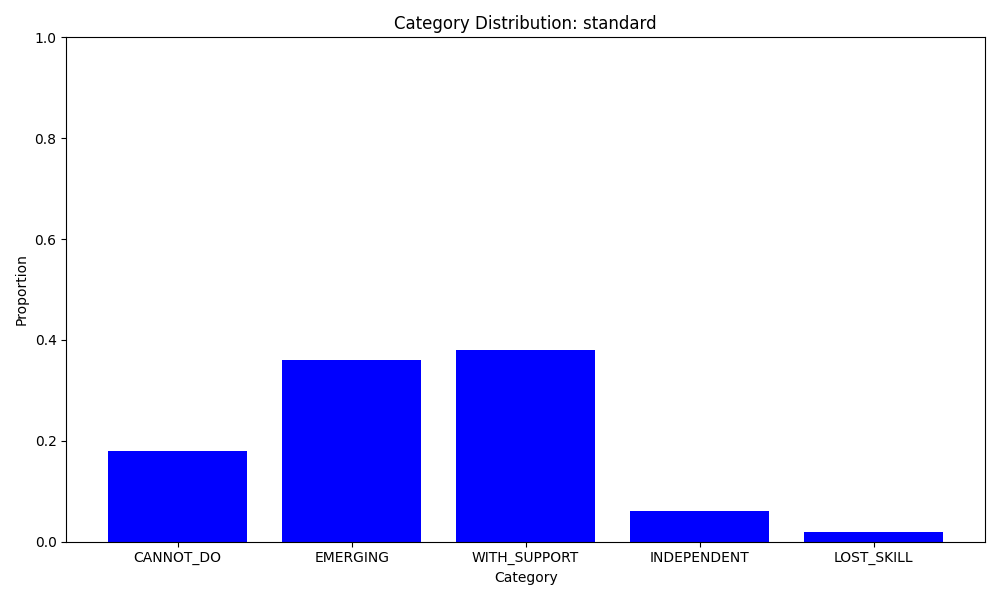 Category Distribution: standard
1.0
0.8
0.6
0.4
0.2
0.0
Proportion
CANNOT_DO
EMERGING
WITH_SUPPORT
INDEPENDENT
LOST_SKILL
Category